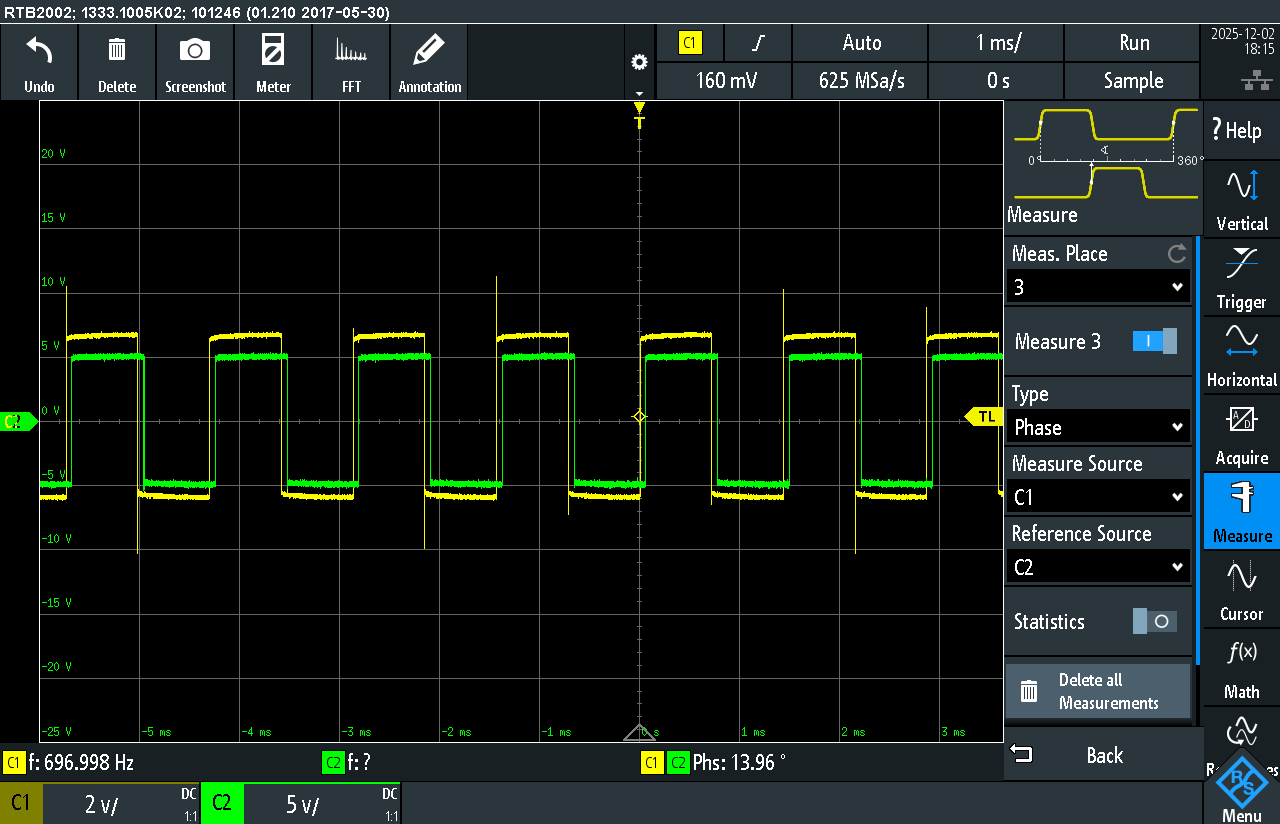 RTB2002; 1333.1005K02; 101246 (01.210 2017-05-30)
Undo
Delete
Screenshot
Meter
FFT
Annotation
C1
Auto
1 ms/
Run
160 mV
625 MSa/s
0 s
Sample
2025-12-02
18:15
T
20 V
15 V
10 V
5 V
0 V
-5 V
-10 V
-15 V
-20 V
-25 V
-5 ms
-4 ms
-3 ms
-2 ms
-1 ms
0 s
1 ms
2 ms
3 ms
TL
0°
360°
Measure
Meas. Place
3
Measure 3
Type
Phase
Measure Source
C1
Reference Source
C2
Statistics
Delete all
Measurements
Back
? Help
Vertical
Trigger
Horizontal
Acquire
Measure
Cursor
f(x)
Math
R&S
Menu
C1 f: 696.998 Hz
C2 f: ?
C1 C2 Phs: 13.96 °
C1 2 V/ DC 1:1
C2 5 V/ DC 1:1